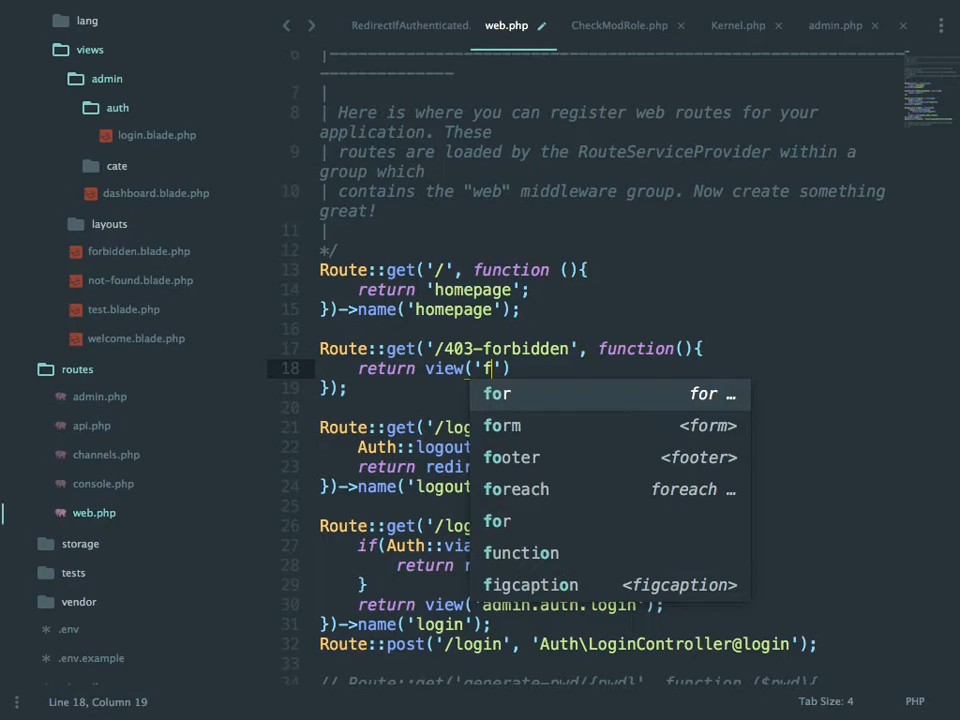 lang
views
admin
auth
login.blade.php
cate
dashboard.blade.php
layouts
forbidden.blade.php
not-found.blade.php
test.blade.php
welcome.blade.php
routes
admin.php
api.php
channels.php
console.php
web.php
storage
tests
vendor
.env
.env.example
RedirectIfAuthenticated.
web.php
CheckModRole.php
Kernel.php
admin.php
6 |-----------------------------------------------------------
--------------
7 |
8 | Here is where you can register web routes for your
application. These
9 | routes are loaded by the RouteServiceProvider within a
group which
10 | contains the "web" middleware group. Now create something
great!
11 |
12 */
13 Route::get('/', function (){
14 return 'homepage';
15 })->name('homepage');
16
17 Route::get('/403-forbidden', function(){
18 return view('f')
19 });
20
21 Route::get('/log
22 Auth::logout
23 return redir
24 })->name('logout
25
26 Route::get('/log
27 if(Auth::via
28 return r
29 }
30 return view('admin.auth.login');
31 })->name('login');
32 Route::post('/login', 'Auth\LoginController@login');
33
34 // Route::get('generate-pwd/{pwd}', function ($pwd){
for for …
form <form>
footer <footer>
foreach foreach …
for
function
figcaption <figcaption>
Line 18, Column 19
Tab Size: 4
PHP